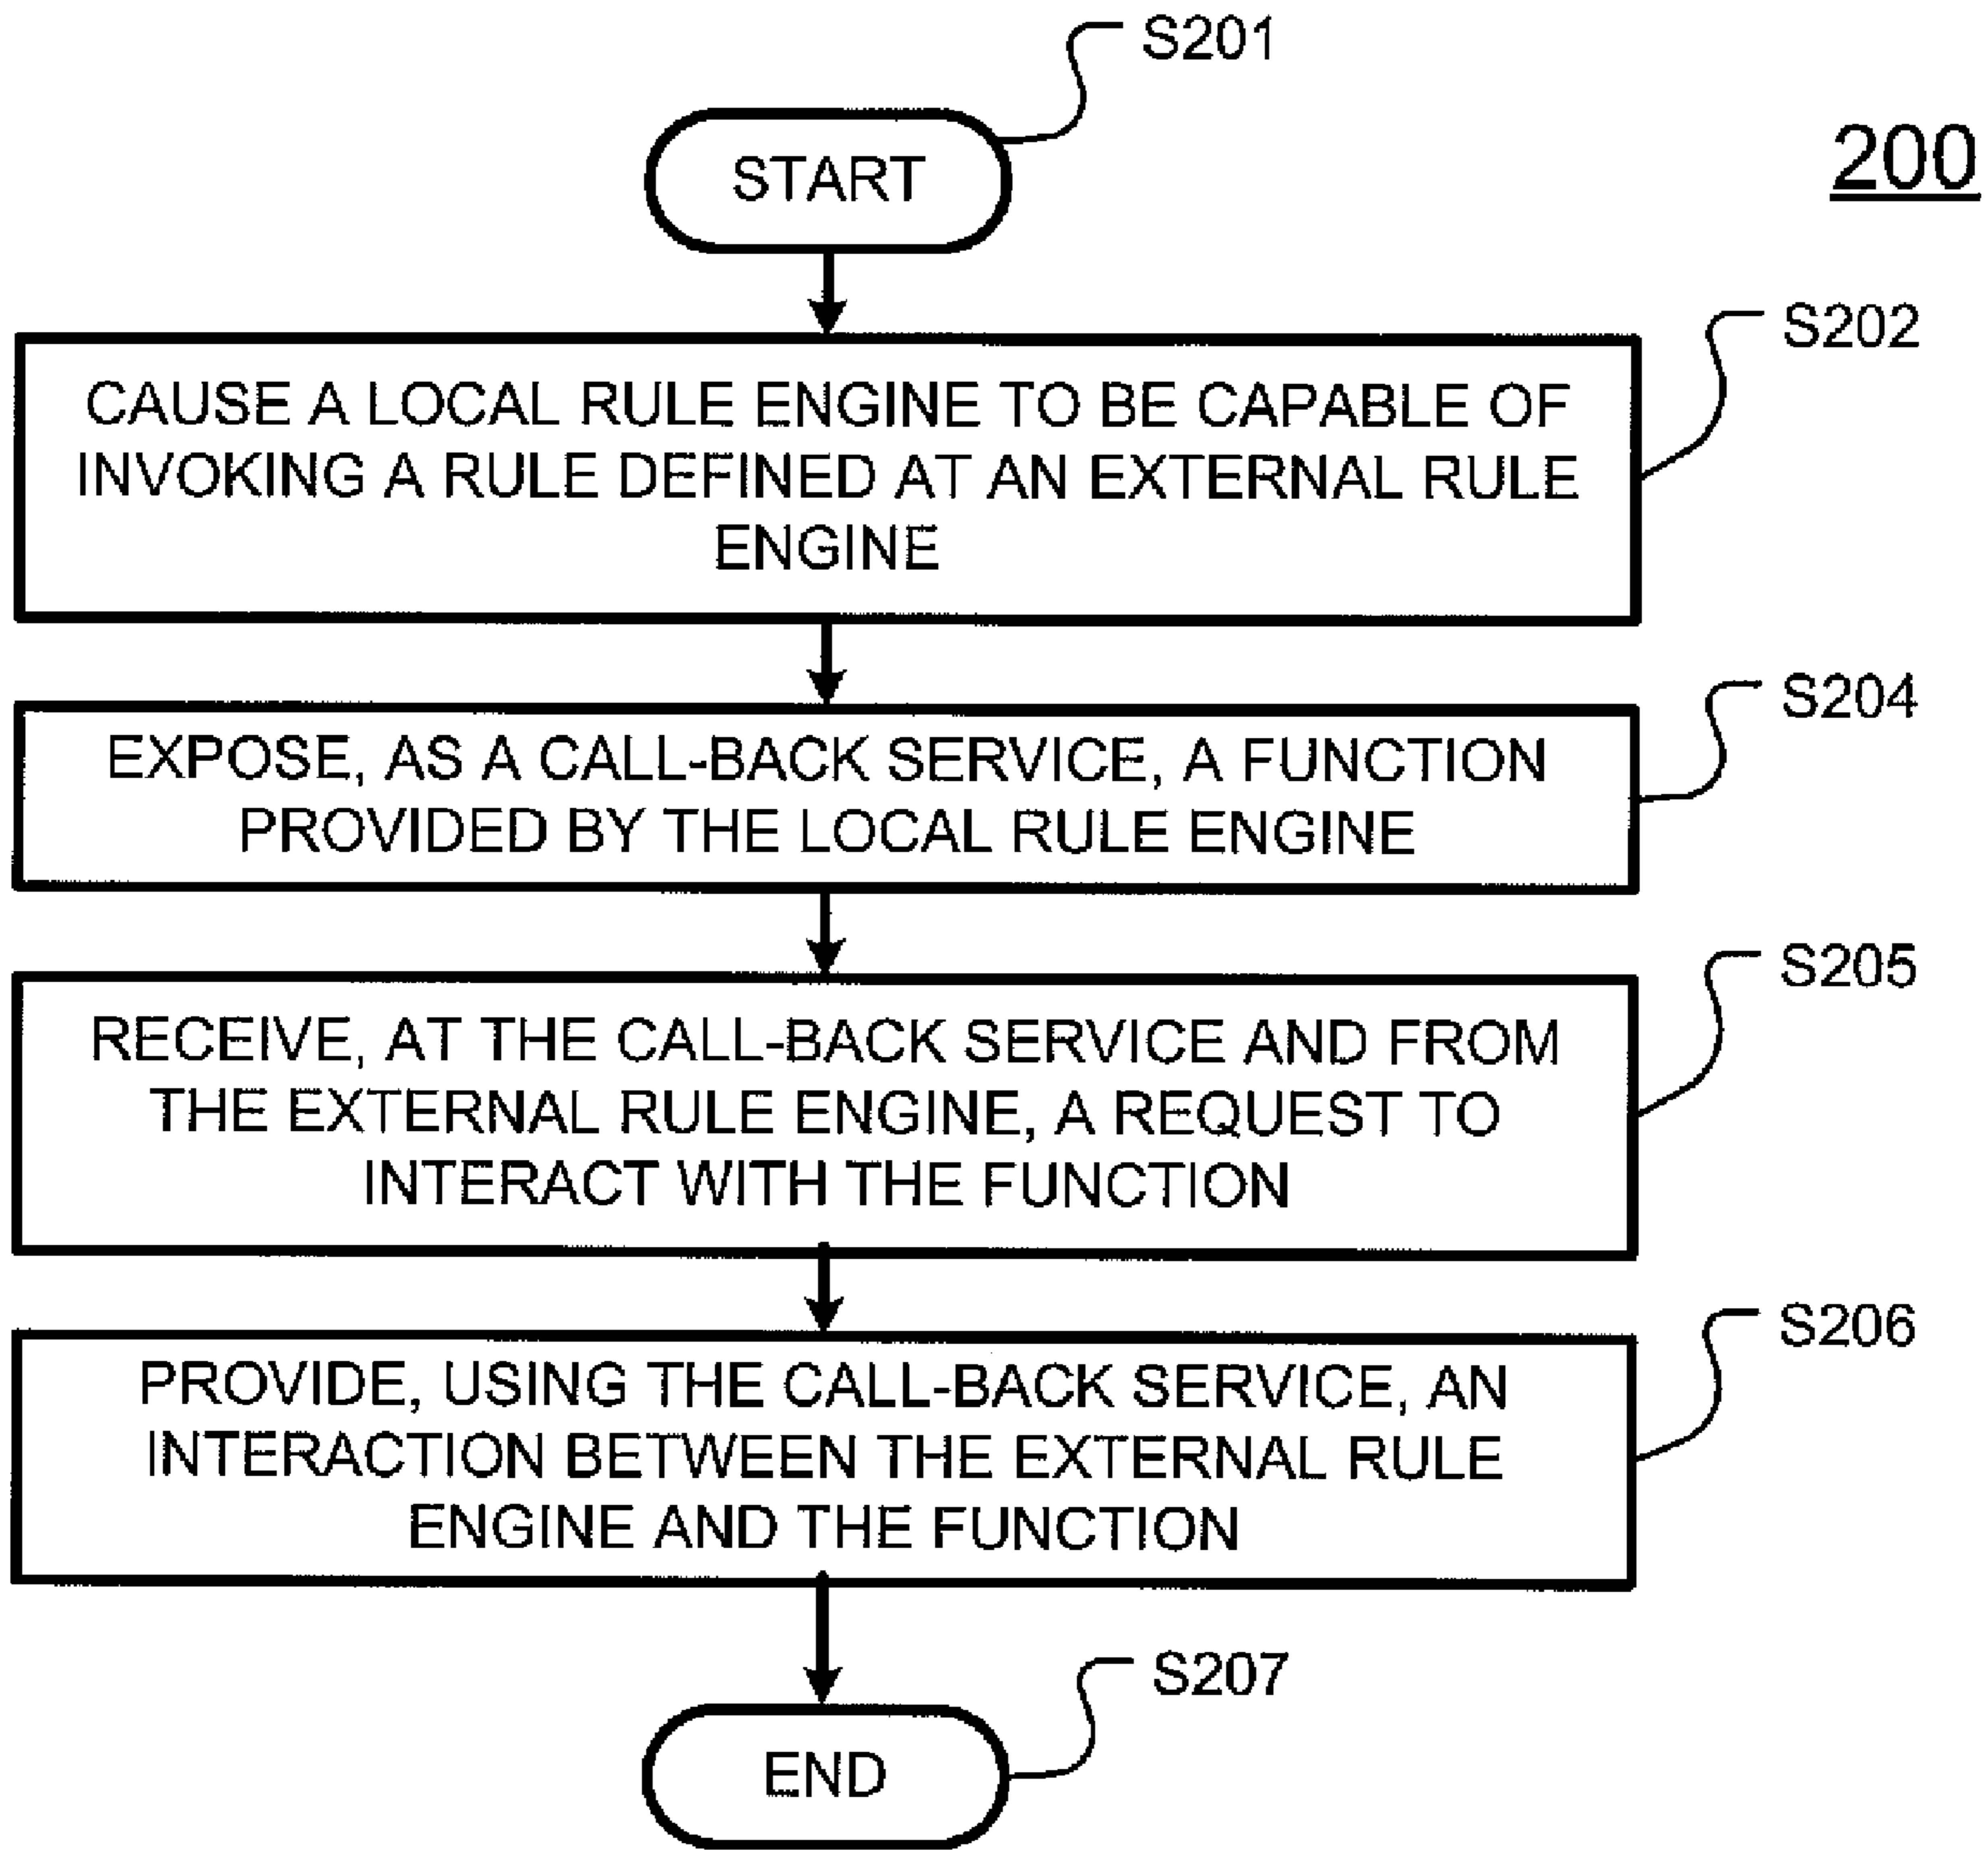 S201
START
200
S202
CAUSE A LOCAL RULE ENGINE TO BE CAPABLE OF
INVOKING A RULE DEFINED AT AN EXTERNAL RULE
ENGINE
S204
EXPOSE, AS A CALL-BACK SERVICE, A FUNCTION
PROVIDED BY THE LOCAL RULE ENGINE
S205
RECEIVE, AT THE CALL-BACK SERVICE AND FROM
THE EXTERNAL RULE ENGINE, A REQUEST TO
INTERACT WITH THE FUNCTION
S206
PROVIDE, USING THE CALL-BACK SERVICE, AN
INTERACTION BETWEEN THE EXTERNAL RULE
ENGINE AND THE FUNCTION
S207
END